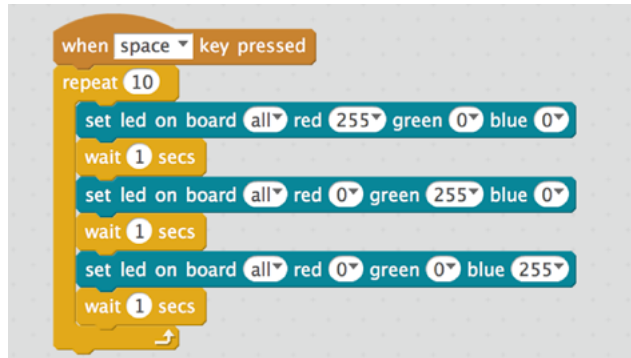 when space key pressed
repeat 10
set led on board all red 255 green 0 blue 0
wait 1 secs
set led on board all red 0 green 255 blue 0
wait 1 secs
set led on board all red 0 green 0 blue 255
wait 1 secs